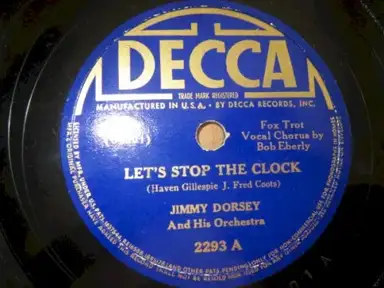 DECCA
TRADE MARK REGISTERED
MANUFACTURED IN U.S.A. BY DECCA RECORDS, INC.
Fox Trot
Vocal Chorus by
Bob Eberly
LET'S STOP THE CLOCK
(Haven Gillespie J. Fred Coots)
JIMMY DORSEY
And His Orchestra
2293 A